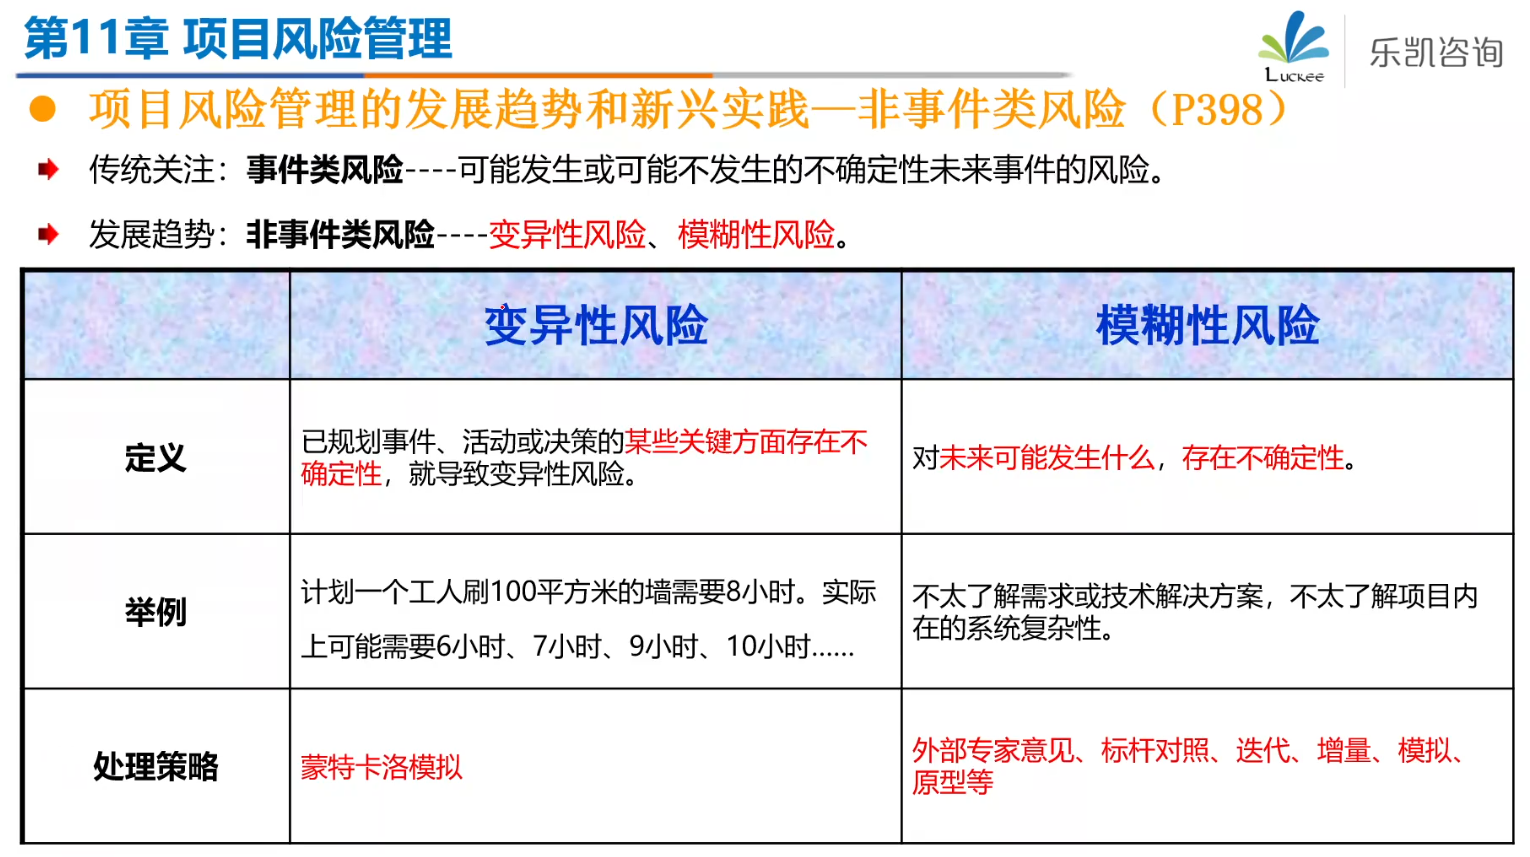 第11章 项目风险管理
Luckee
乐凯咨询
项目风险管理的发展趋势和新兴实践—非事件类风险（P398）
传统关注：事件类风险----可能发生或可能不发生的不确定性未来事件的风险。
发展趋势：非事件类风险----变异性风险、模糊性风险。
变异性风险
模糊性风险
定义
已规划事件、活动或决策的某些关键方面存在不
确定性，就导致变异性风险。
对未来可能发生什么，存在不确定性。
举例
计划一个工人刷100平方米的墙需要8小时。实际
上可能需要6小时、7小时、9小时、10小时......
不太了解需求或技术解决方案，不太了解项目内
在的系统复杂性。
处理策略
蒙特卡洛模拟
外部专家意见、标杆对照、迭代、增量、模拟、
原型等